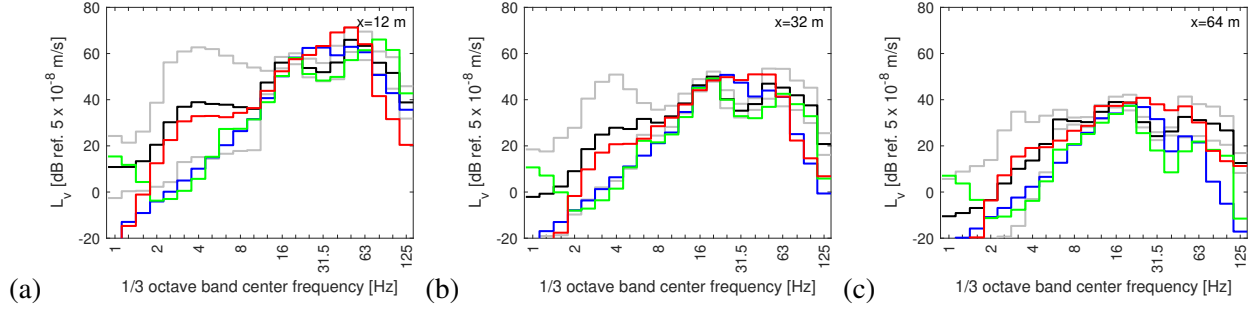 x=12 m
80
60
40
20
0
-20
L_v [dB ref. 5 x 10^-8 m/s]
1 2 4 8 16 31.5 63 125
1/3 octave band center frequency [Hz]
(a)
x=32 m
80
60
40
20
0
-20
L_v [dB ref. 5 x 10^-8 m/s]
1 2 4 8 16 31.5 63 125
1/3 octave band center frequency [Hz]
(b)
x=64 m
80
60
40
20
0
-20
L_v [dB ref. 5 x 10^-8 m/s]
1 2 4 8 16 31.5 63 125
1/3 octave band center frequency [Hz]
(c)